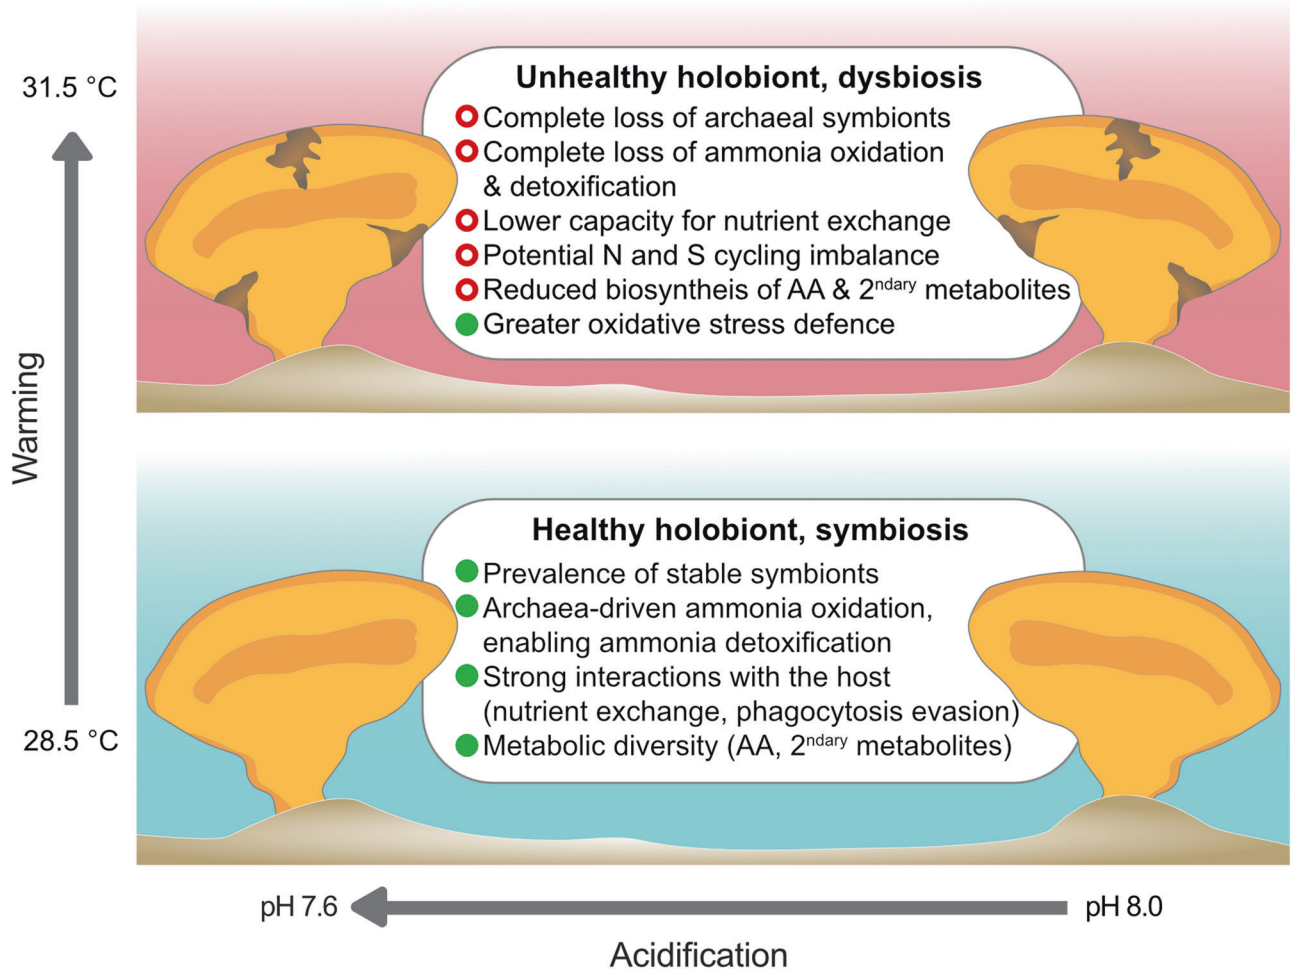 31.5 °C
Unhealthy holobiont, dysbiosis
Complete loss of archaeal symbionts
Complete loss of ammonia oxidation
& detoxification
Lower capacity for nutrient exchange
Potential N and S cycling imbalance
Reduced biosyntheis of AA & 2ndary metabolites
Greater oxidative stress defence
Warming
Healthy holobiont, symbiosis
Prevalence of stable symbionts
Archaea-driven ammonia oxidation,
enabling ammonia detoxification
Strong interactions with the host
(nutrient exchange, phagocytosis evasion)
Metabolic diversity (AA, 2ndary metabolites)
28.5 °C
pH 7.6
pH 8.0
Acidification